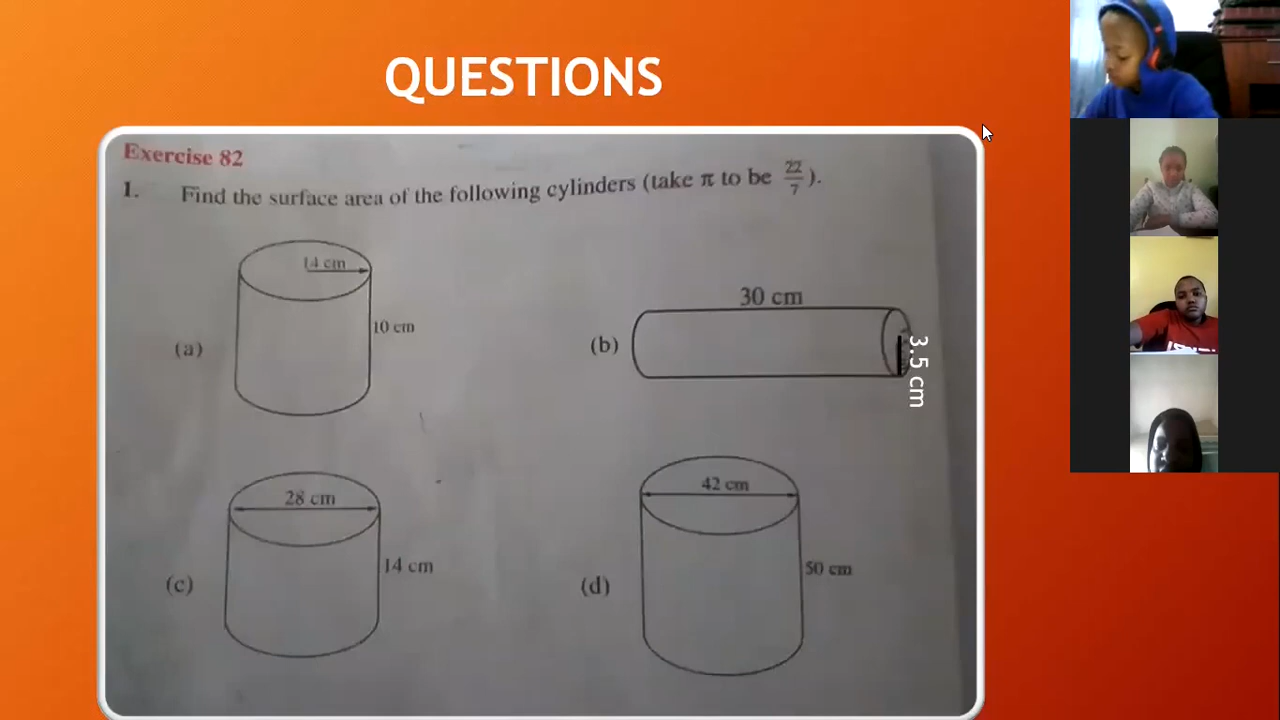 QUESTIONS
Exercise 82
1. Find the surface area of the following cylinders (take π to be 22/7).
14 cm
10 cm
(a)
30 cm
(b)
3.5 cm
28 cm
14 cm
(c)
42 cm
50 cm
(d)